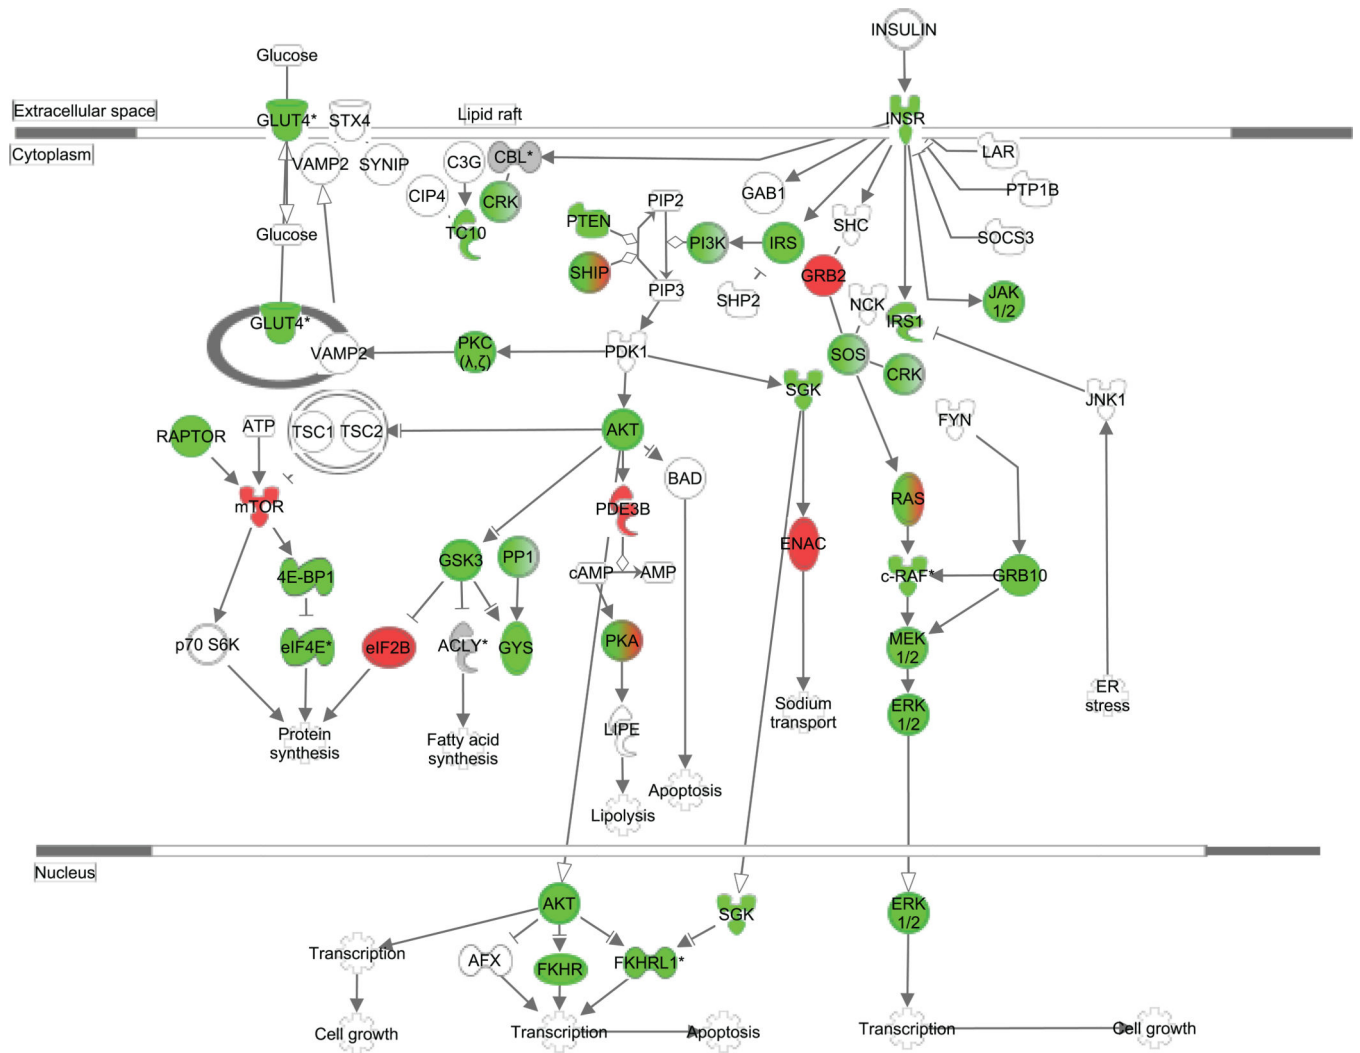 INSULIN
Glucose
Extracellular space
GLUT4*
STX4
Lipid raft
INSR
Cytoplasm
VAMP2
SYNIP
C3G
CBL*
LAR
CIP4
CRK
PIP2
GAB1
PTP1B
Glucose
TC10
PTEN
PI3K
IRS
SHC
SOCS3
SHIP
PIP3
SHP2
GRB2
NCK
JAK
1/2
GLUT4*
IRS1
VAMP2
PKC
(λ,ζ)
PDK1
SOS
CRK
SGK
JNK1
RAPTOR
ATP
TSC1
TSC2
AKT
FYN
BAD
mTOR
PDE3B
RAS
ENAC
4E-BP1
GSK3
PP1
cAMP
AMP
c-RAF*
GRB10
p70 S6K
eIF4E*
eIF2B
ACLY*
GYS
PKA
MEK
1/2
ER
stress
Protein
synthesis
Fatty acid
synthesis
LIPE
Sodium
transport
ERK
1/2
Lipolysis
Apoptosis
Nucleus
AKT
SGK
ERK
1/2
Transcription
AFX
FKHR
FKHRL1*
Cell growth
Transcription
Apoptosis
Transcription
Cell growth